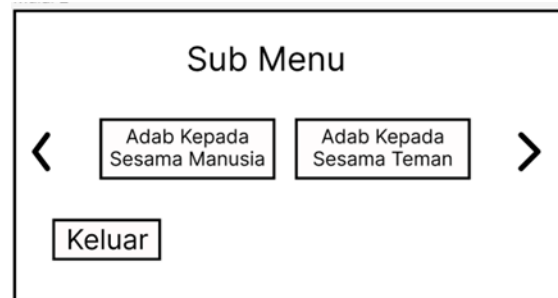 Sub Menu
Adab Kepada
Sesama Manusia
Adab Kepada
Sesama Teman
Keluar